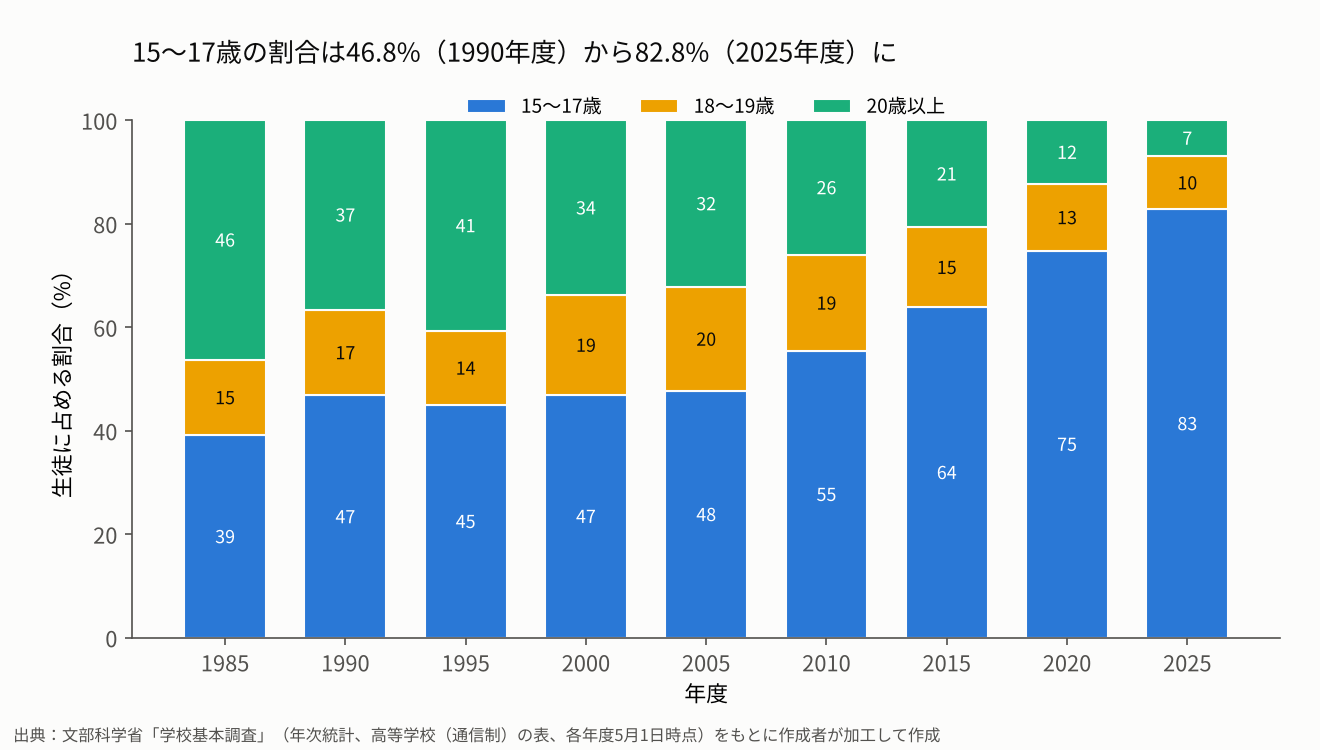 15〜17歳の割合は46.8%（1990年度）から82.8%（2025年度）に
15〜17歳 18〜19歳 20歳以上
生徒に占める割合（%）
100
80
60
40
20
0
46 37 41 34 32 26 21 12 7
15 17 14 19 20 19 15 13 10
39 47 45 47 48 55 64 75 83
1985 1990 1995 2000 2005 2010 2015 2020 2025
年度
出典：文部科学省「学校基本調査」（年次統計、高等学校（通信制）の表、各年度5月1日時点）をもとに作成者が加工して作成